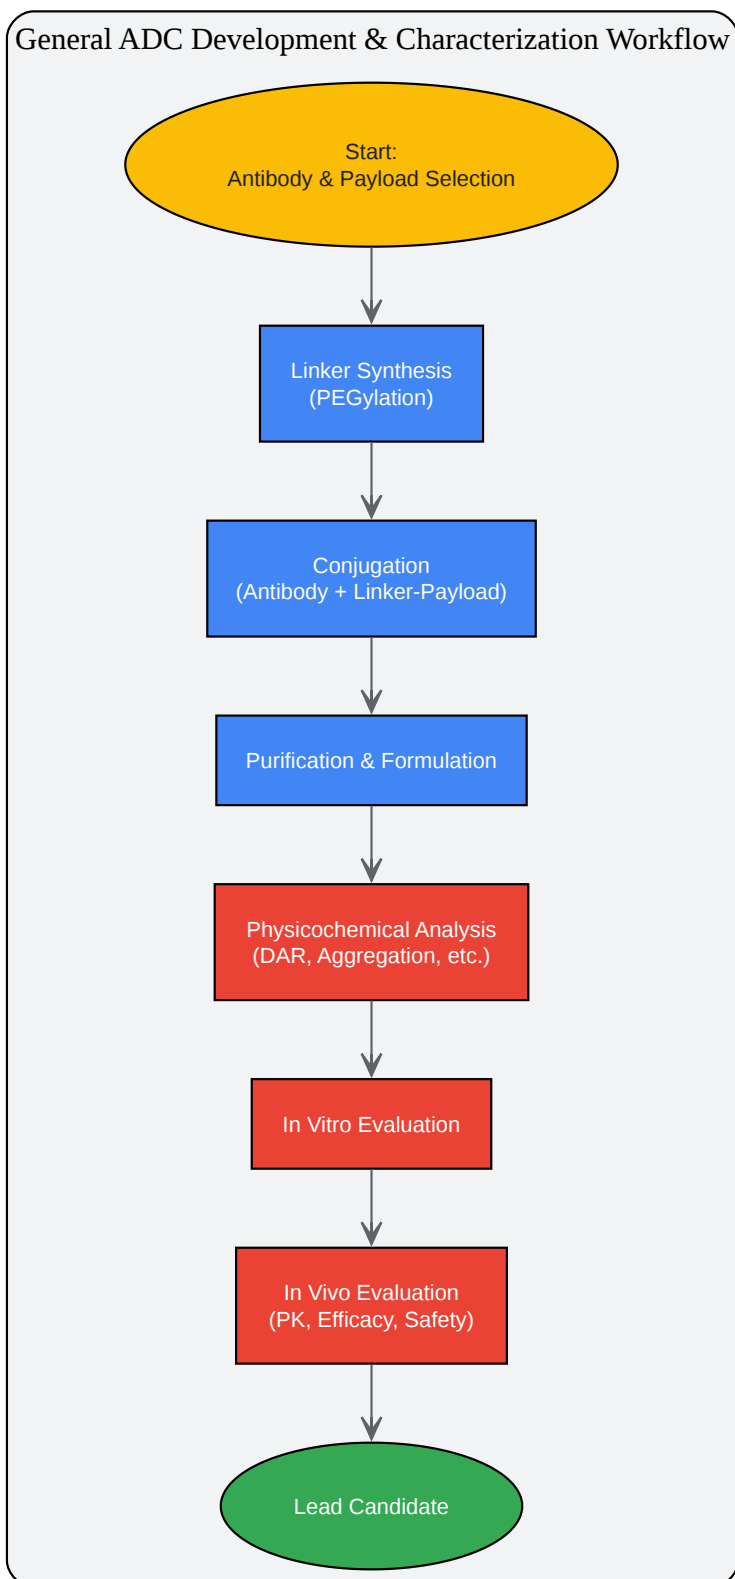 General ADC Development & Characterization Workflow
Start:
Antibody & Payload Selection
Linker Synthesis
(PEGylation)
Conjugation
(Antibody + Linker-Payload)
Purification & Formulation
Physicochemical Analysis
(DAR, Aggregation, etc.)
In Vitro Evaluation
In Vivo Evaluation
(PK, Efficacy, Safety)
Lead Candidate